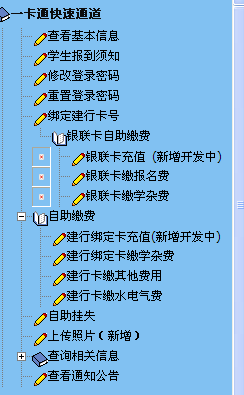 一卡通快速通道
查看基本信息
学生报到须知
修改登录密码
重置登录密码
绑定建行卡号
银联卡自助缴费
银联卡充值 (新增开发中)
银联卡缴报名费
银联卡缴学杂费
自助缴费
建行绑定卡充值(新增开发中)
建行绑定卡缴学杂费
建行卡缴其他费用
建行卡缴水电气费
自助挂失
上传照片（新增）
查询相关信息
查看通知公告